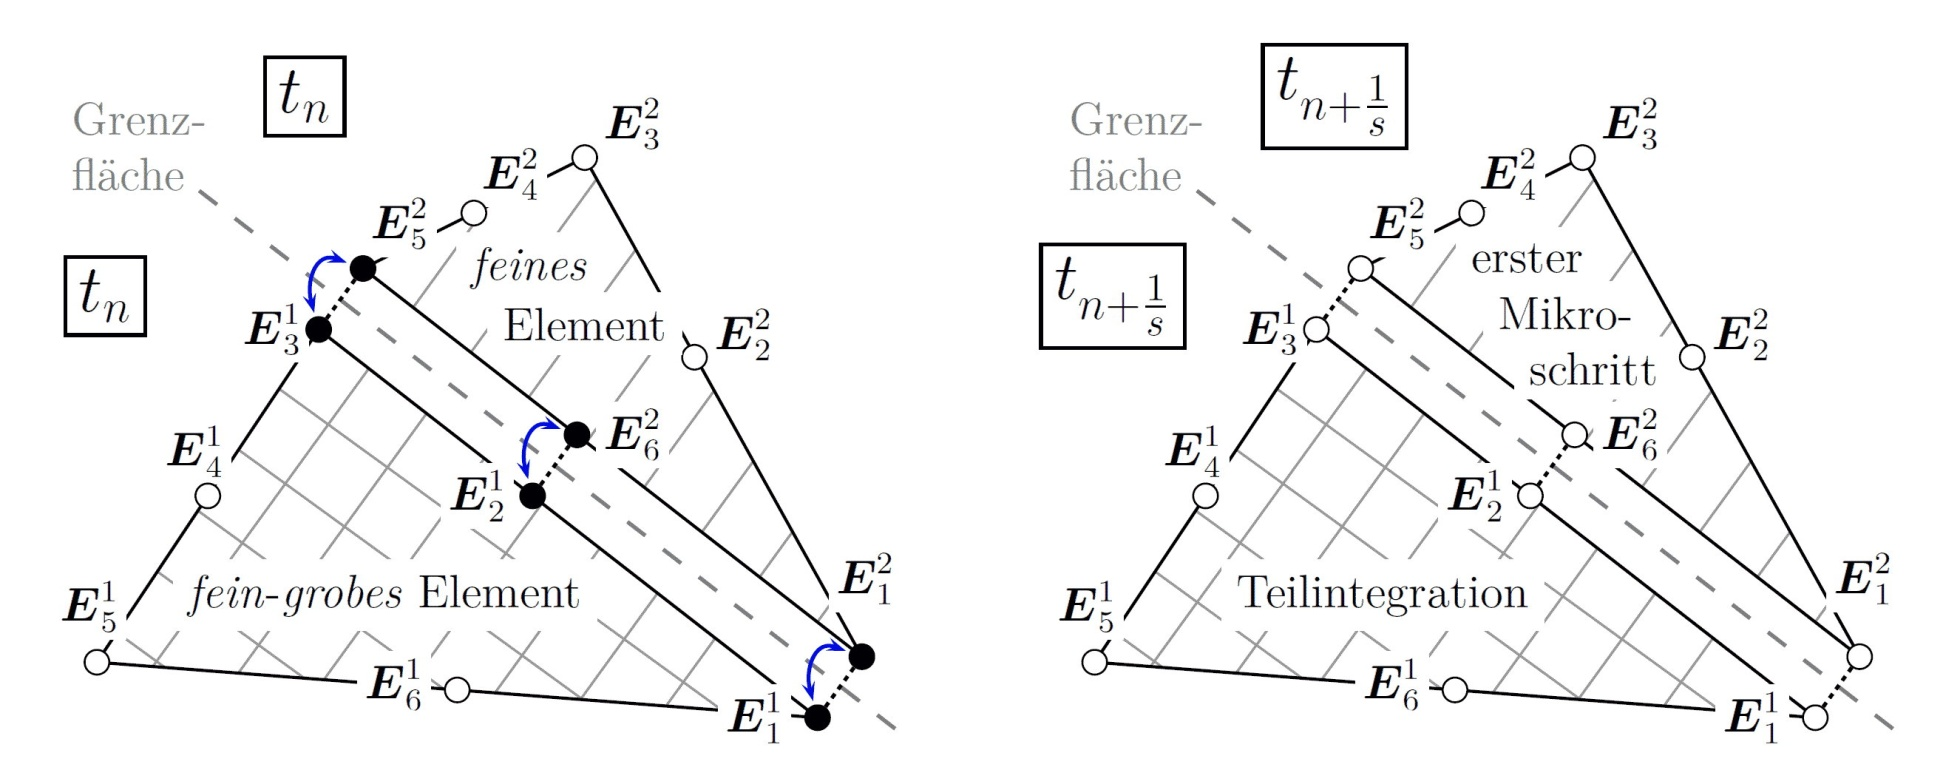 t_n
Grenz-
fläche
t_n
E_3^2
E_4^2
E_5^2
feines
Element
E_3^1
E_2^2
E_4^1
E_6^2
E_2^1
E_1^2
fein-grobes Element
E_5^1
E_6^1
E_1^1
t_{n+\frac{1}{s}}
Grenz-
fläche
t_{n+\frac{1}{s}}
E_3^2
E_4^2
E_5^2
erster
Mikro-
schritt
E_3^1
E_2^2
E_4^1
E_6^2
E_2^1
E_1^2
Teilintegration
E_5^1
E_6^1
E_1^1